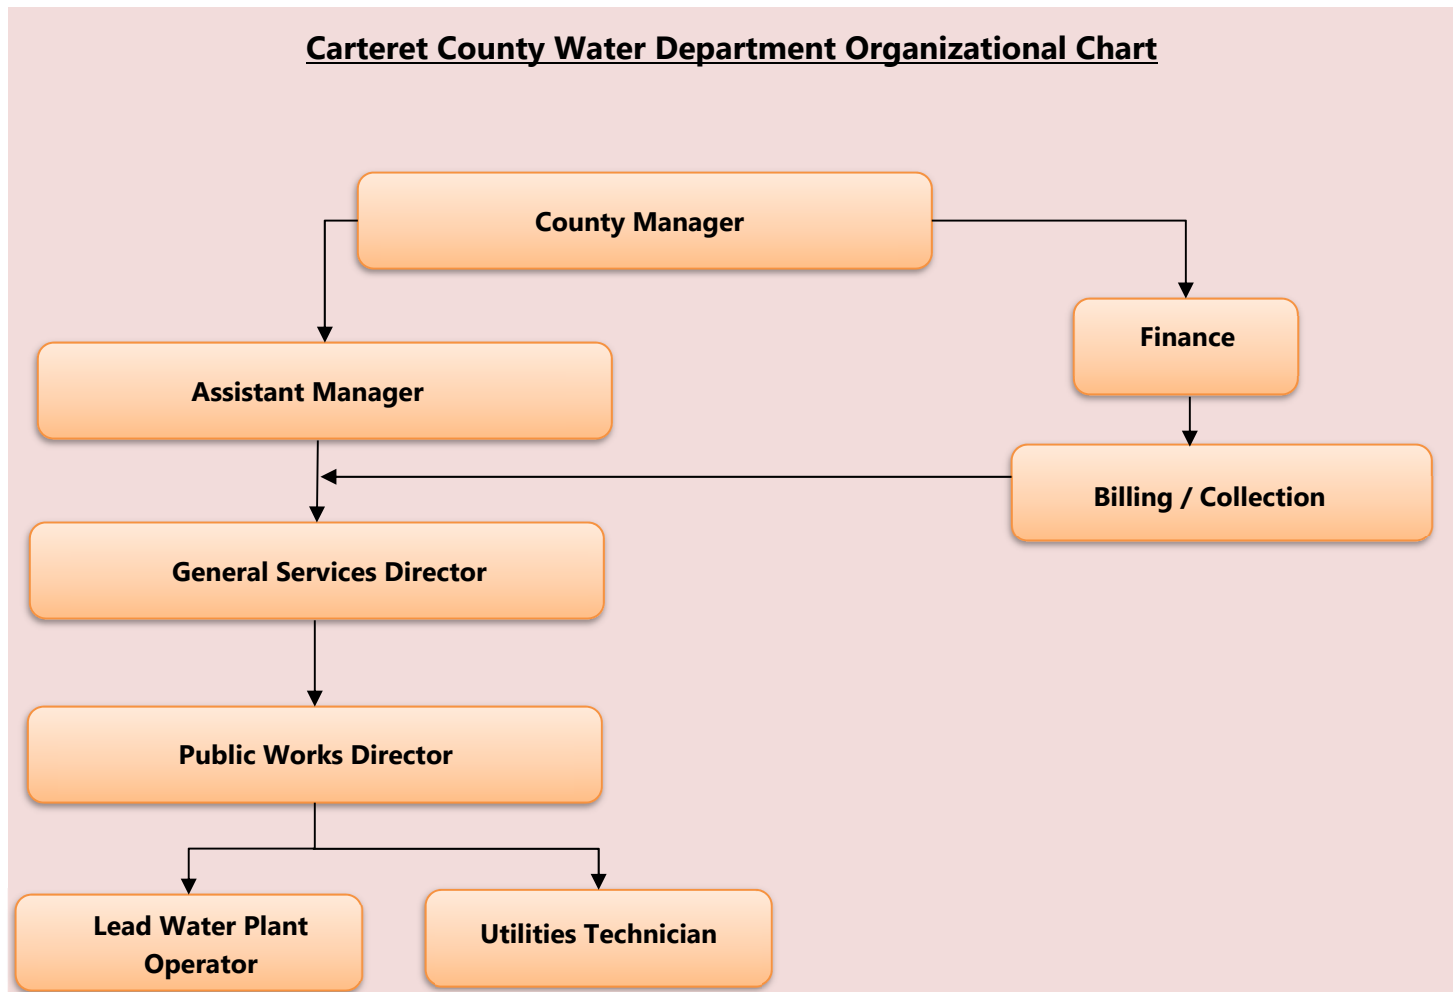 Carteret County Water Department Organizational Chart
County Manager
Finance
Assistant Manager
Billing / Collection
General Services Director
Public Works Director
Lead Water Plant
Operator
Utilities Technician